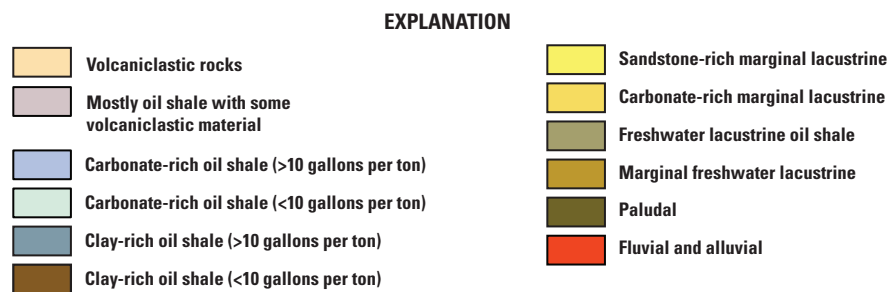 EXPLANATION
Volcaniclastic rocks
Mostly oil shale with some
volcaniclastic material
Carbonate-rich oil shale (>10 gallons per ton)
Carbonate-rich oil shale (<10 gallons per ton)
Clay-rich oil shale (>10 gallons per ton)
Clay-rich oil shale (<10 gallons per ton)
Sandstone-rich marginal lacustrine
Carbonate-rich marginal lacustrine
Freshwater lacustrine oil shale
Marginal freshwater lacustrine
Paludal
Fluvial and alluvial